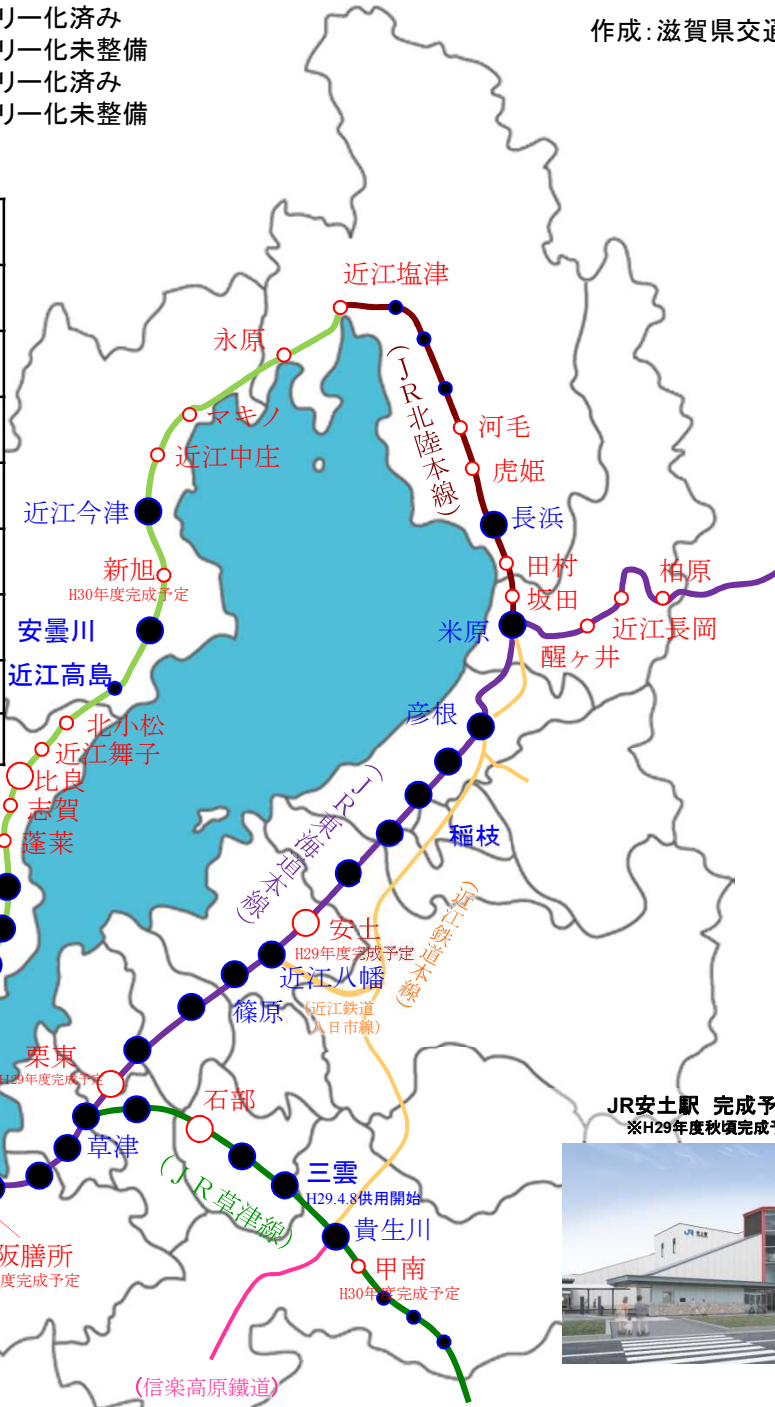 リー化済み
リー化未整備
リー化済み
リー化未整備
作成：滋賀県交通
近江塩津
永原
マキノ
近江中庄
近江今津
新旭
H30年度完成予定
安曇川
近江高島
北小松
近江舞子
比良
志賀
蓬莱
(JR北陸本線)
河毛
虎姫
長浜
田村
坂田
米原
柏原
近江長岡
醒ヶ井
彦根
(JR東海道本線)
稲枝
(近江鉄道本線)
安土
H29年度完成予定
近江八幡
(近江鉄道
八日市線)
篠原
栗東
H29年度完成予定
草津
石部
(JR草津線)
三雲
H29.4.8供用開始
貴生川
阪膳所
度完成予定
甲南
H30年度完成予定
(信楽高原鐵道)
JR安土駅 完成予
※H29年度秋頃完成予